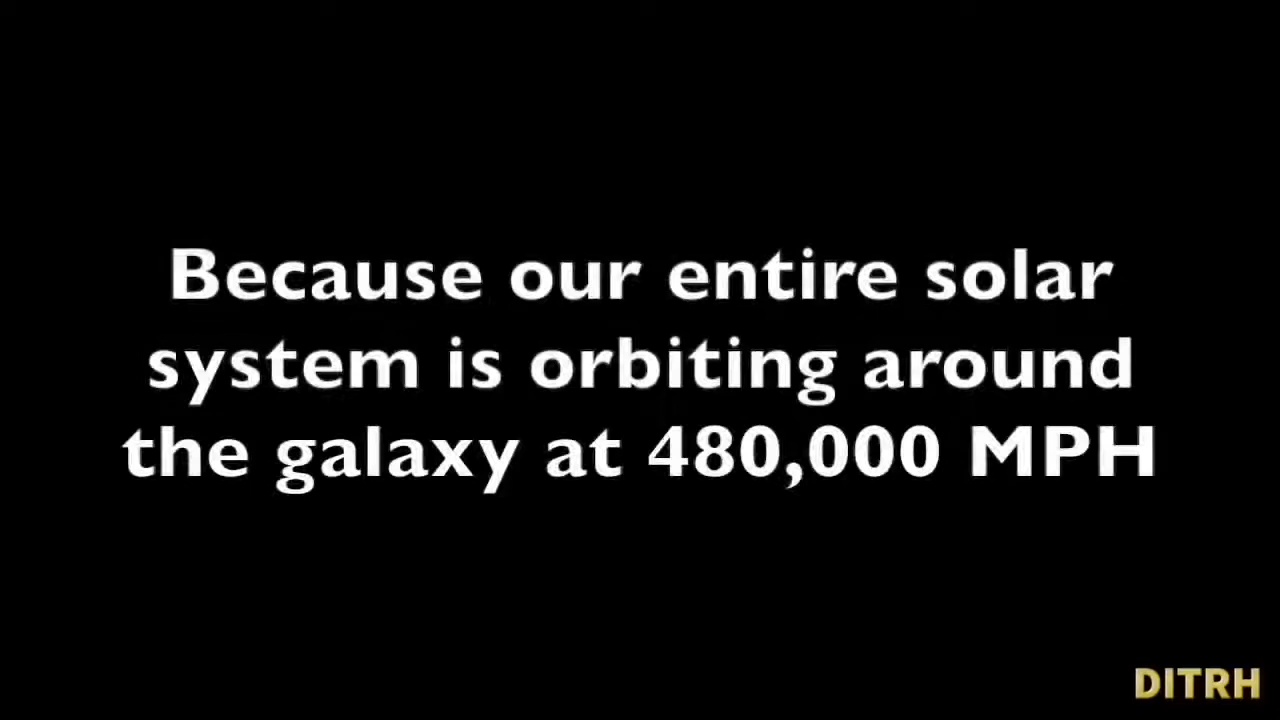 Because our entire solar
system is orbiting around
the galaxy at 480,000 MPH
DITRH